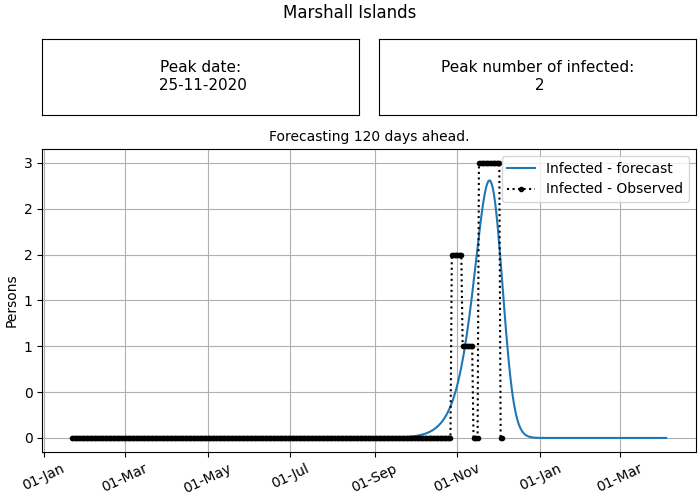 Marshall Islands
Peak date:
25-11-2020
Peak number of infected:
2
Forecasting 120 days ahead.
Infected - forecast
Infected - Observed
Persons
3
2
2
1
1
0
0
01-Jan
01-Mar
01-May
01-Jul
01-Sep
01-Nov
01-Jan
01-Mar